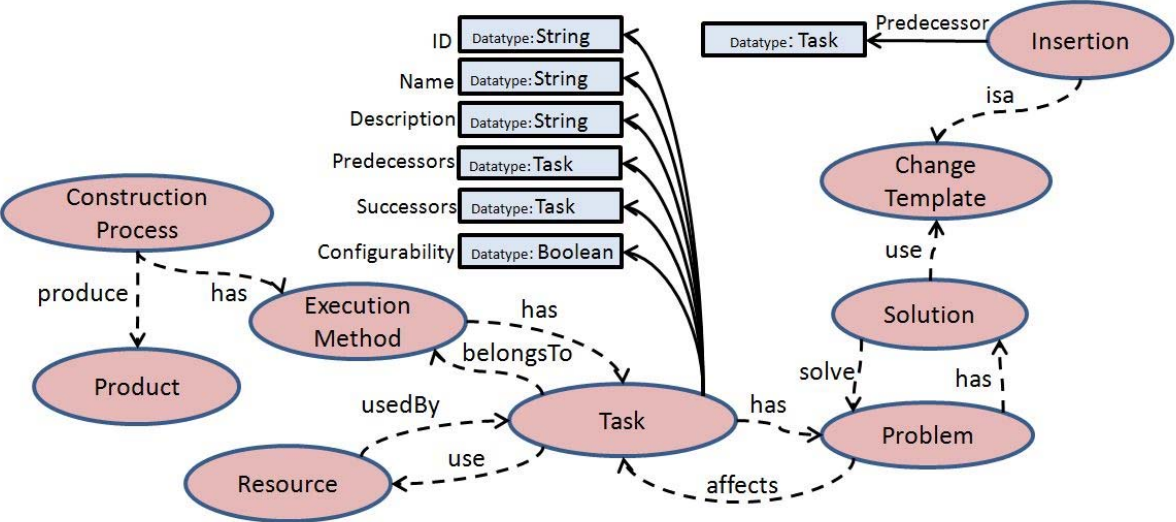 ID
Datatype: String
Name
Datatype: String
Description
Datatype: String
Predecessors
Datatype: Task
Successors
Datatype: Task
Configurability
Datatype: Boolean
Predecessor
Datatype: Task
Insertion
isa
Change
Template
use
Construction
Process
produce
has
Execution
Method
has
belongsTo
Solution
solve
has
Product
usedBy
Task
has
Problem
use
Resource
affects